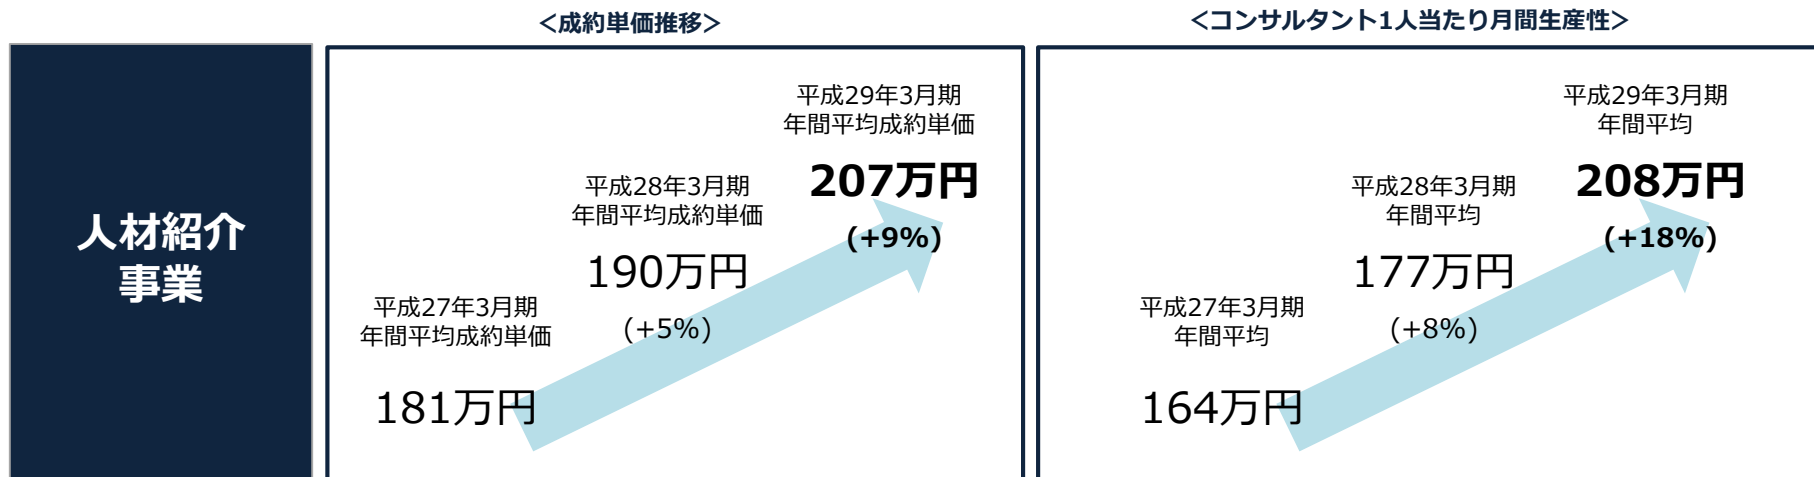 ＜成約単価推移＞
＜コンサルタント1人当たり月間生産性＞
人材紹介
事業
平成27年3月期
年間平均成約単価
181万円
平成28年3月期
年間平均成約単価
190万円
（+5%）
平成29年3月期
年間平均成約単価
207万円
(+9%)
平成27年3月期
年間平均
164万円
平成28年3月期
年間平均
177万円
（+8%）
平成29年3月期
年間平均
208万円
(+18%)